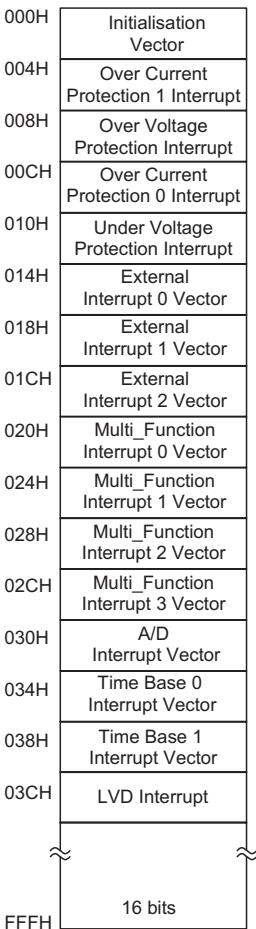 000H
Initialisation
Vector
004H
Over Current
Protection 1 Interrupt
008H
Over Voltage
Protection Interrupt
00CH
Over Current
Protection 0 Interrupt
010H
Under Voltage
Protection Interrupt
014H
External
Interrupt 0 Vector
018H
External
Interrupt 1 Vector
01CH
External
Interrupt 2 Vector
020H
Multi_Function
Interrupt 0 Vector
024H
Multi_Function
Interrupt 1 Vector
028H
Multi_Function
Interrupt 2 Vector
02CH
Multi_Function
Interrupt 3 Vector
030H
A/D
Interrupt Vector
034H
Time Base 0
Interrupt Vector
038H
Time Base 1
Interrupt Vector
03CH
LVD Interrupt
16 bits
FFFH